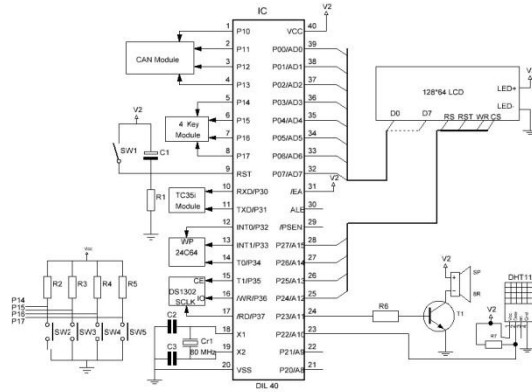 IC
V2
1 P10 VCC 40
2 P11 P00/AD0 39
3 P12 P01/AD1 38
4 P13 P02/AD2 37
5 P14 P03/AD3 36
6 P15 P04/AD4 35
7 P16 P05/AD5 34
8 P17 P06/AD6 33
9 RST P07/AD7 32
10 RXD/P30 /EA 31
11 TXD/P31 ALE 30
12 INT0/P32 /PSEN 29
13 INT1/P33 P27/A15 28
14 T0/P34 P26/A14 27
15 T1/P35 P25/A13 26
16 /WR/P36 P24/A12 25
17 /RD/P37 P23/A11 24
18 X1 P22/A10 23
19 X2 P21/A9 22
20 VSS P20/A8 21
DIL 40
CAN Module
4 Key
Module
V2
SW1
C1
R1
TC35i
Module
WP
24C64
CE
DS1302
SCLK IO
C2
C3
Cr1
80 MHz
Vcc
R2 R3 R4 R5
P14
P15
P16
P17
SW2 SW3 SW4 SW5
V2
128*64 LCD
LED+
LED-
D0 D7 RS RST WR CS
V2
R6
T1
V2
SP
8R
V2
R7
DHT11